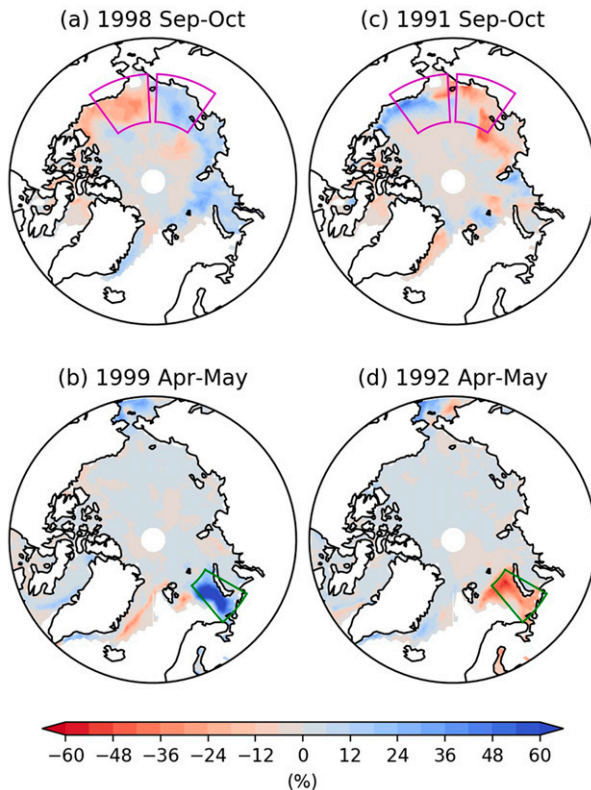 (a) 1998 Sep-Oct
(c) 1991 Sep-Oct
(b) 1999 Apr-May
(d) 1992 Apr-May
−60 −48 −36 −24 −12 0 12 24 36 48 60
(%)